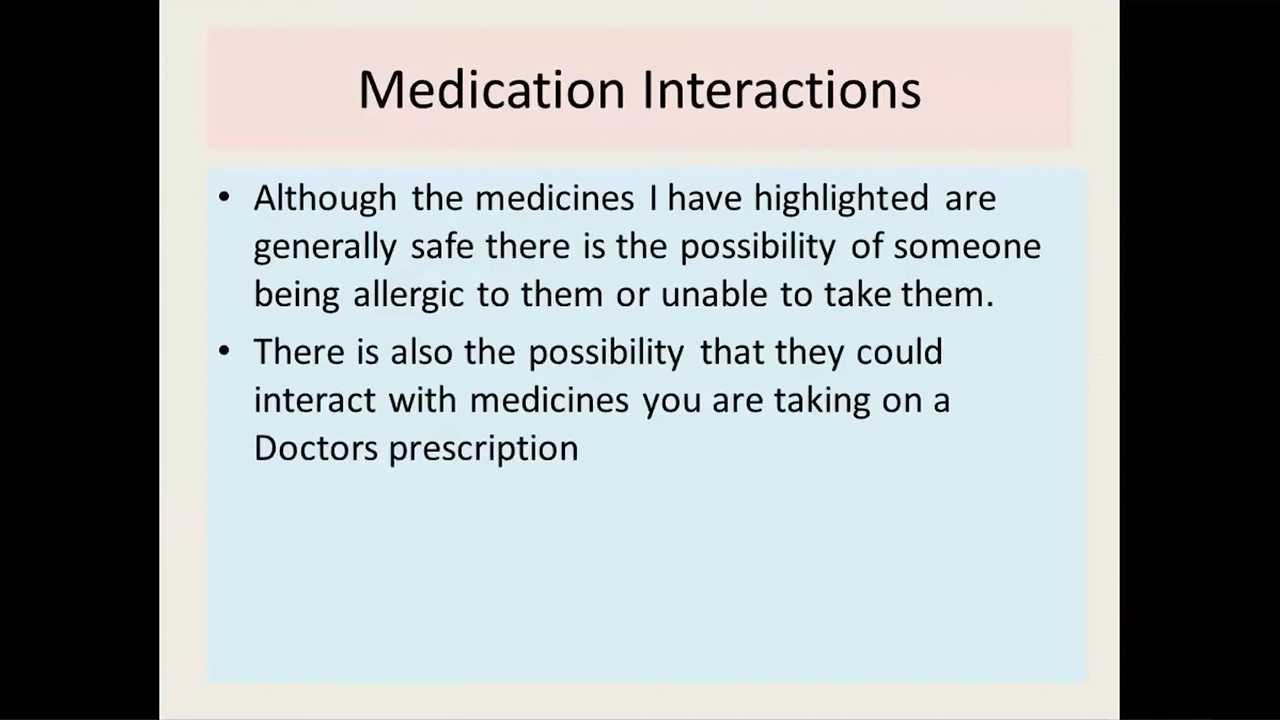 Medication Interactions
• Although the medicines I have highlighted are
generally safe there is the possibility of someone
being allergic to them or unable to take them.
• There is also the possibility that they could
interact with medicines you are taking on a
Doctors prescription